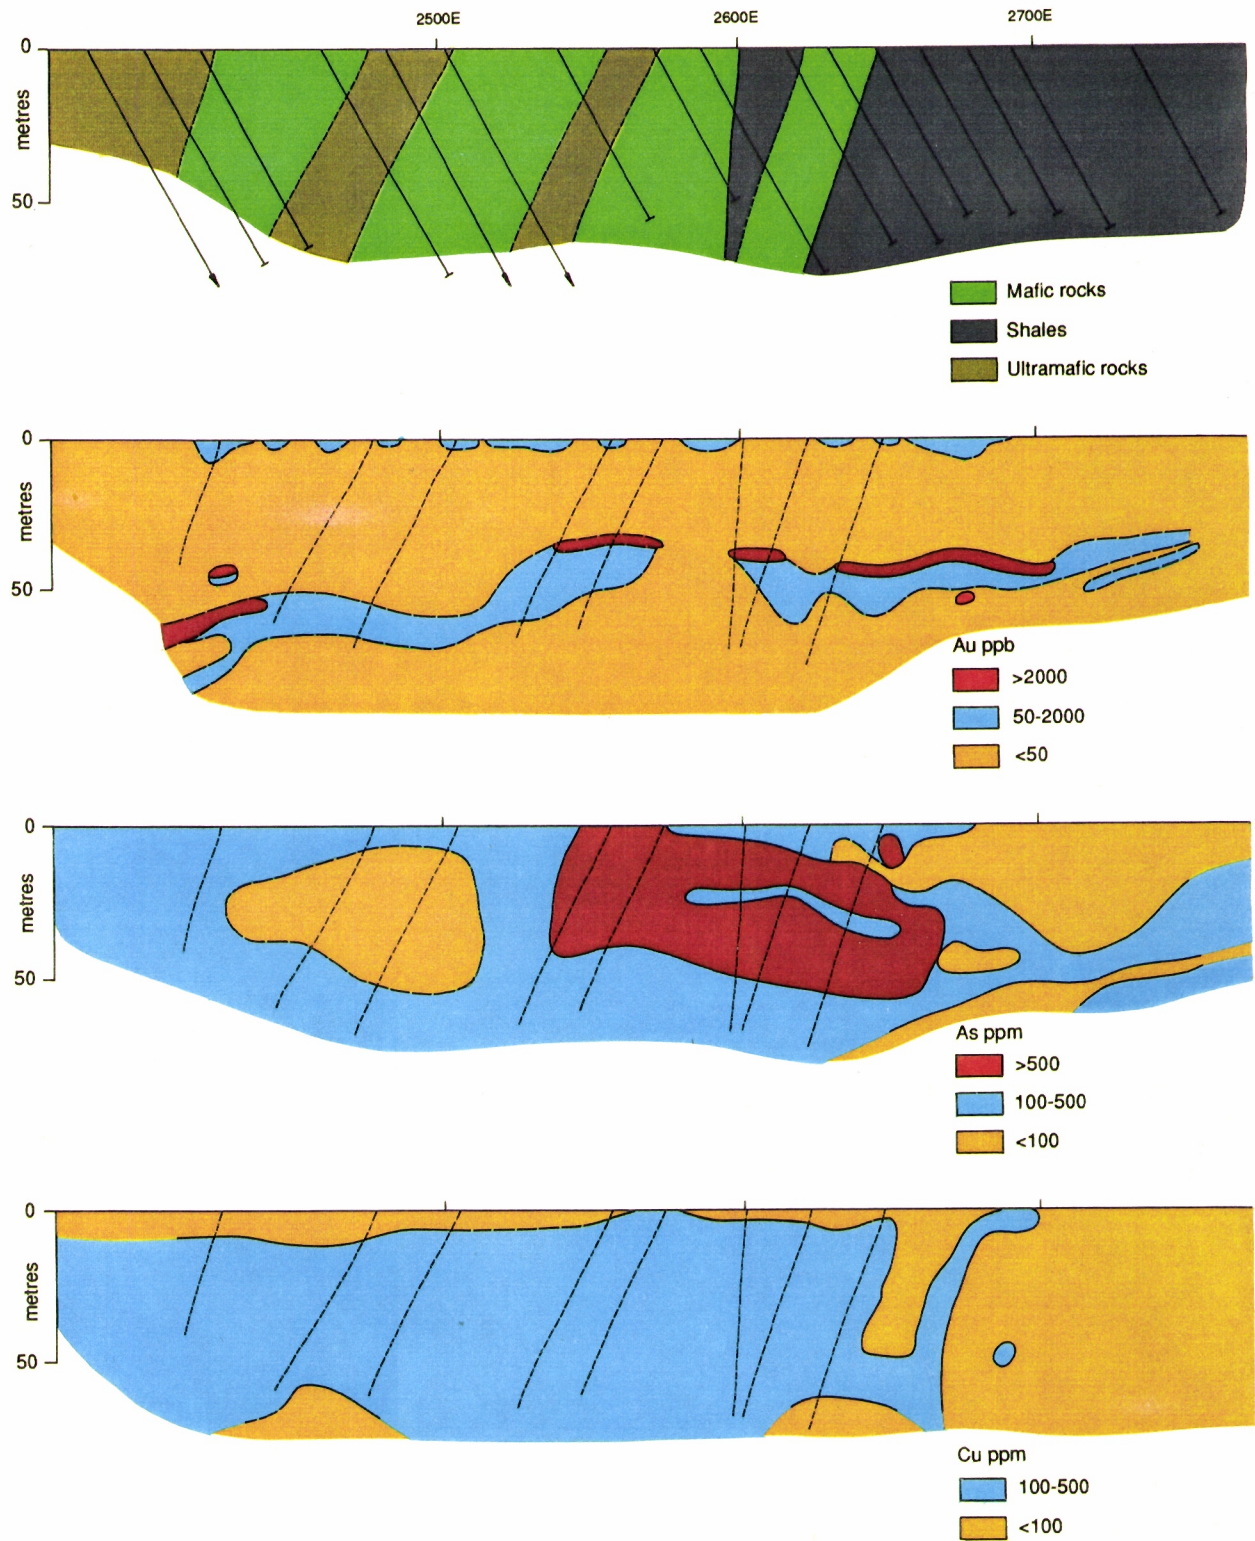 2500E 2600E 2700E
0
metres
50
Mafic rocks
Shales
Ultramafic rocks
0
metres
50
Au ppb
>2000
50-2000
<50
0
metres
50
As ppm
>500
100-500
<100
0
metres
50
Cu ppm
100-500
<100